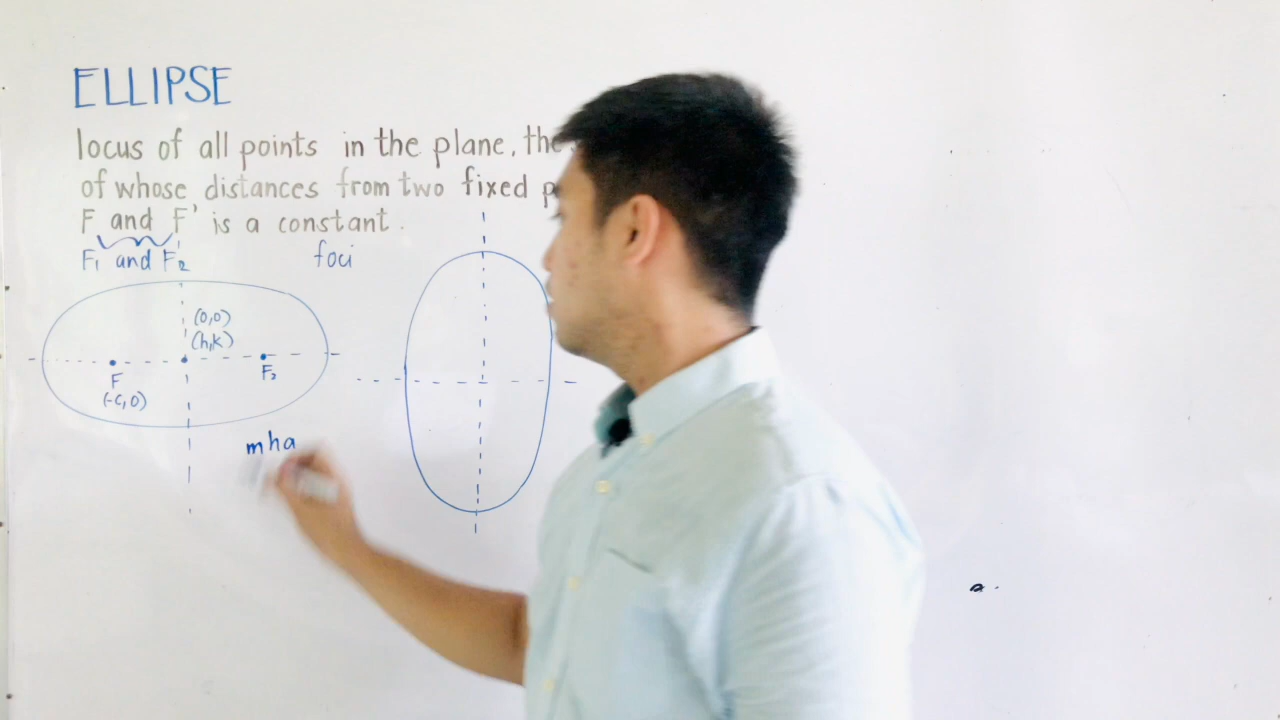 ELLIPSE
locus of all points in the plane, the
of whose distances from two fixed
F and F' is a constant.
F1 and F2
foci
(0,0)
(h,k)
F
F2
(-c,0)
mha